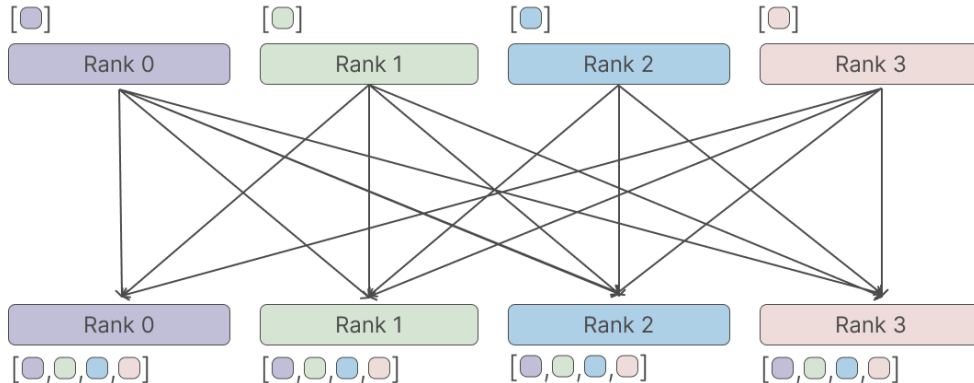 [ ] [ ] [ ] [ ]
Rank 0 Rank 1 Rank 2 Rank 3
Rank 0 Rank 1 Rank 2 Rank 3
[ , , , ] [ , , , ] [ , , , ] [ , , , ]